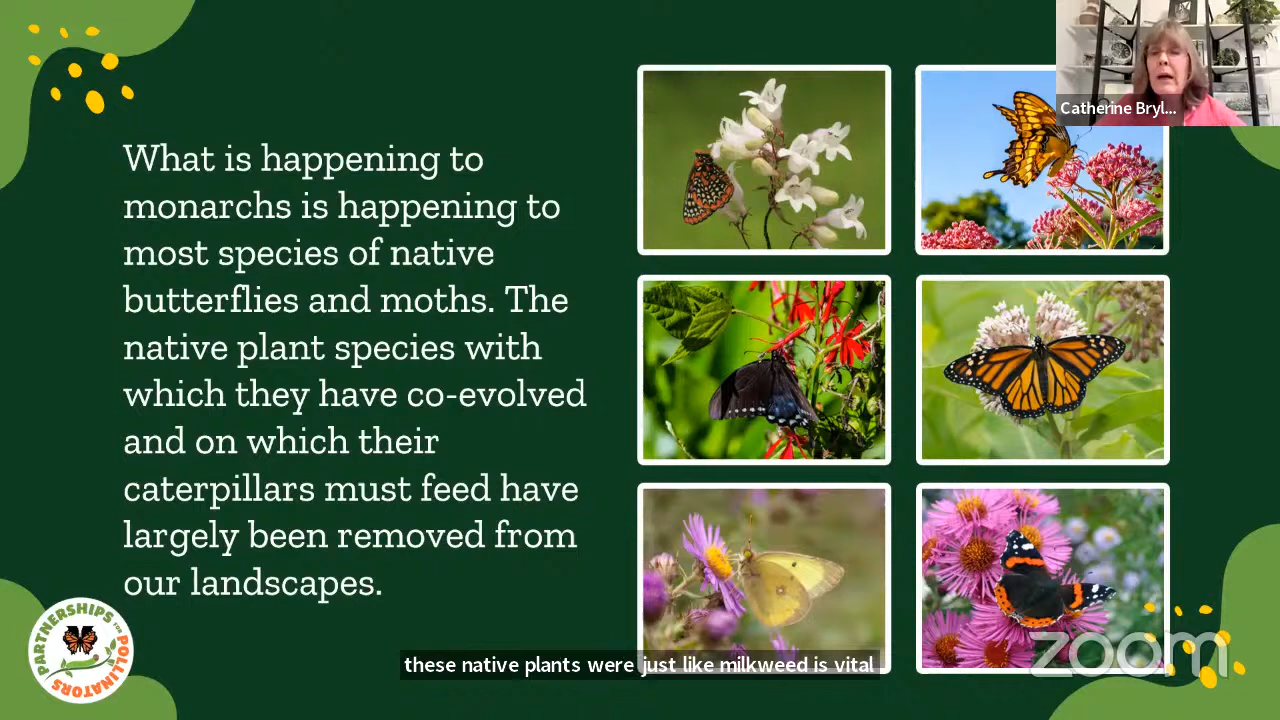 Catherine Bryl...
What is happening to
monarchs is happening to
most species of native
butterflies and moths. The
native plant species with
which they have co-evolved
and on which their
caterpillars must feed have
largely been removed from
our landscapes.
PARTNERSHIPS FOR POLLINATORS
these native plants were just like milkweed is vital
zoom